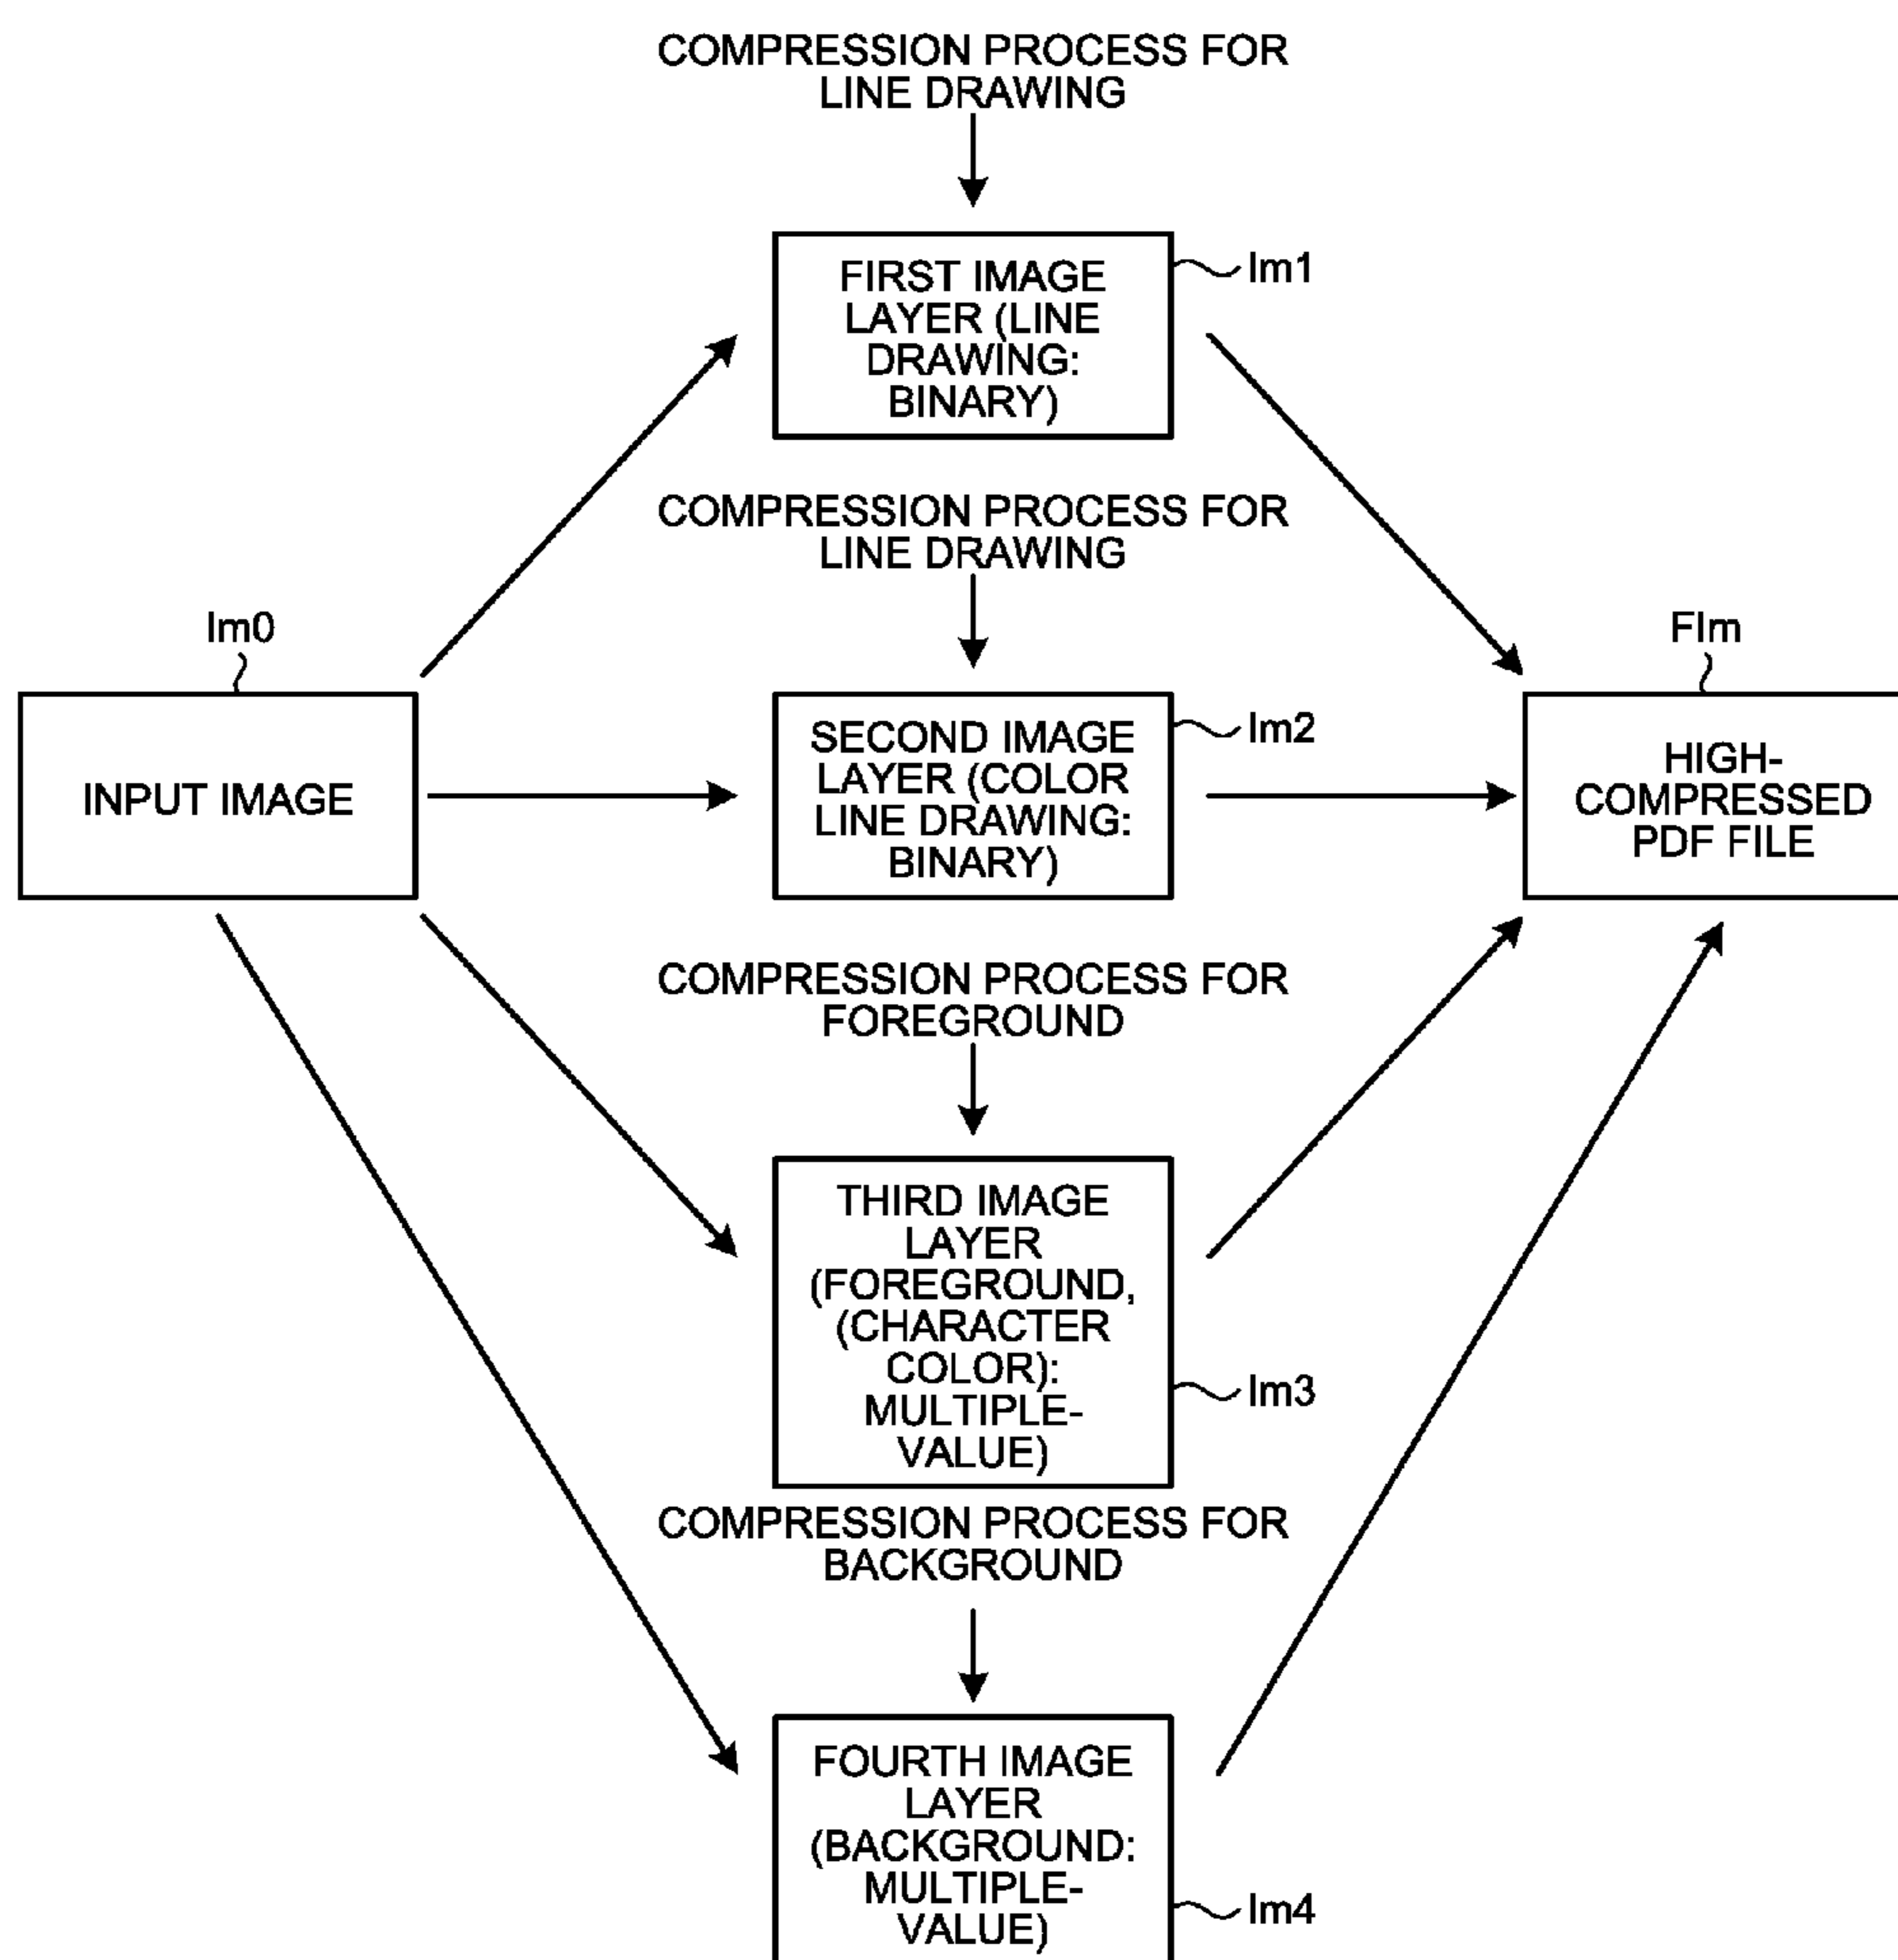 COMPRESSION PROCESS FOR
LINE DRAWING
FIRST IMAGE
LAYER (LINE
DRAWING:
BINARY)
Im1
COMPRESSION PROCESS FOR
LINE DRAWING
Im0
INPUT IMAGE
SECOND IMAGE
LAYER (COLOR
LINE DRAWING:
BINARY)
Im2
FIm
HIGH-
COMPRESSED
PDF FILE
COMPRESSION PROCESS FOR
FOREGROUND
THIRD IMAGE
LAYER
(FOREGROUND,
(CHARACTER
COLOR):
MULTIPLE-
VALUE)
Im3
COMPRESSION PROCESS FOR
BACKGROUND
FOURTH IMAGE
LAYER
(BACKGROUND:
MULTIPLE-
VALUE)
Im4